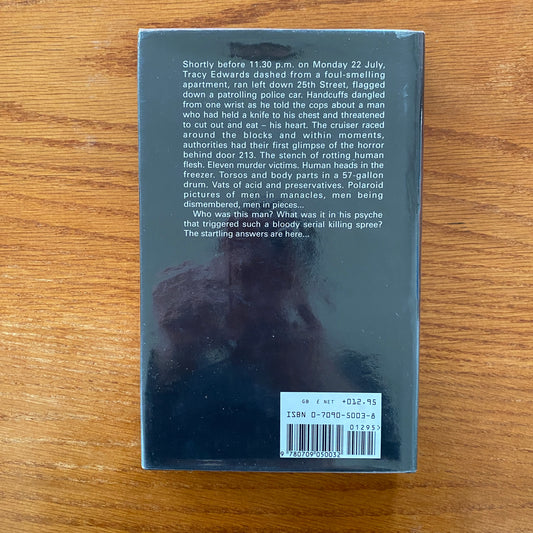 Shortly before 11.30 p.m. on Monday 22 July,
Tracy Edwards dashed from a foul-smelling
apartment, ran left down 25th Street, flagged
down a patrolling police car. Handcuffs dangled
from one wrist as he told the cops about a man
who had held a knife to his chest and threatened
to cut out and eat – his heart. The cruiser raced
around the blocks and within moments,
authorities had their first glimpse of the horror
behind door 213. The stench of rotting human
flesh. Eleven murder victims. Human heads in the
freezer. Torsos and body parts in a 57-gallon
drum. Vats of acid and preservatives. Polaroid
pictures of men in manacles, men being
dismembered, men in pieces...
Who was this man? What was it in his psyche
that triggered such a bloody serial killing spree?
The startling answers are here...
GB £ NET +012.95
ISBN 0-7090-5003-8
01295
9 780709 050032